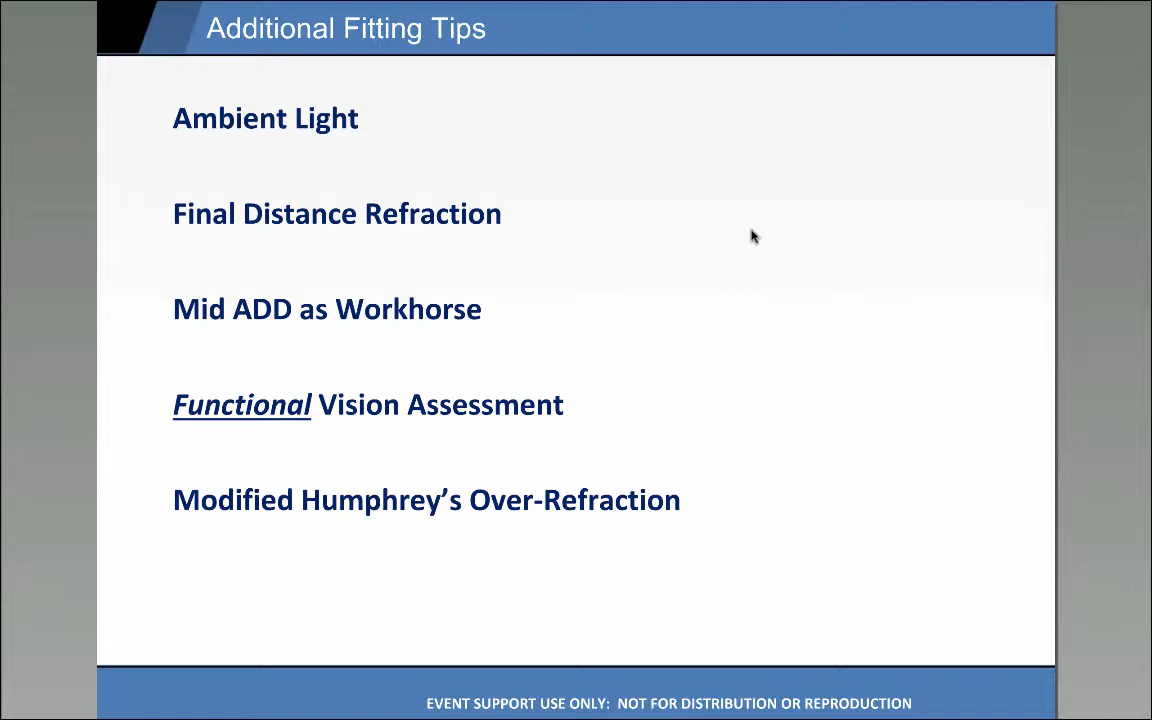 Additional Fitting Tips
Ambient Light
Final Distance Refraction
Mid ADD as Workhorse
Functional Vision Assessment
Modified Humphrey’s Over-Refraction
EVENT SUPPORT USE ONLY:  NOT FOR DISTRIBUTION OR REPRODUCTION